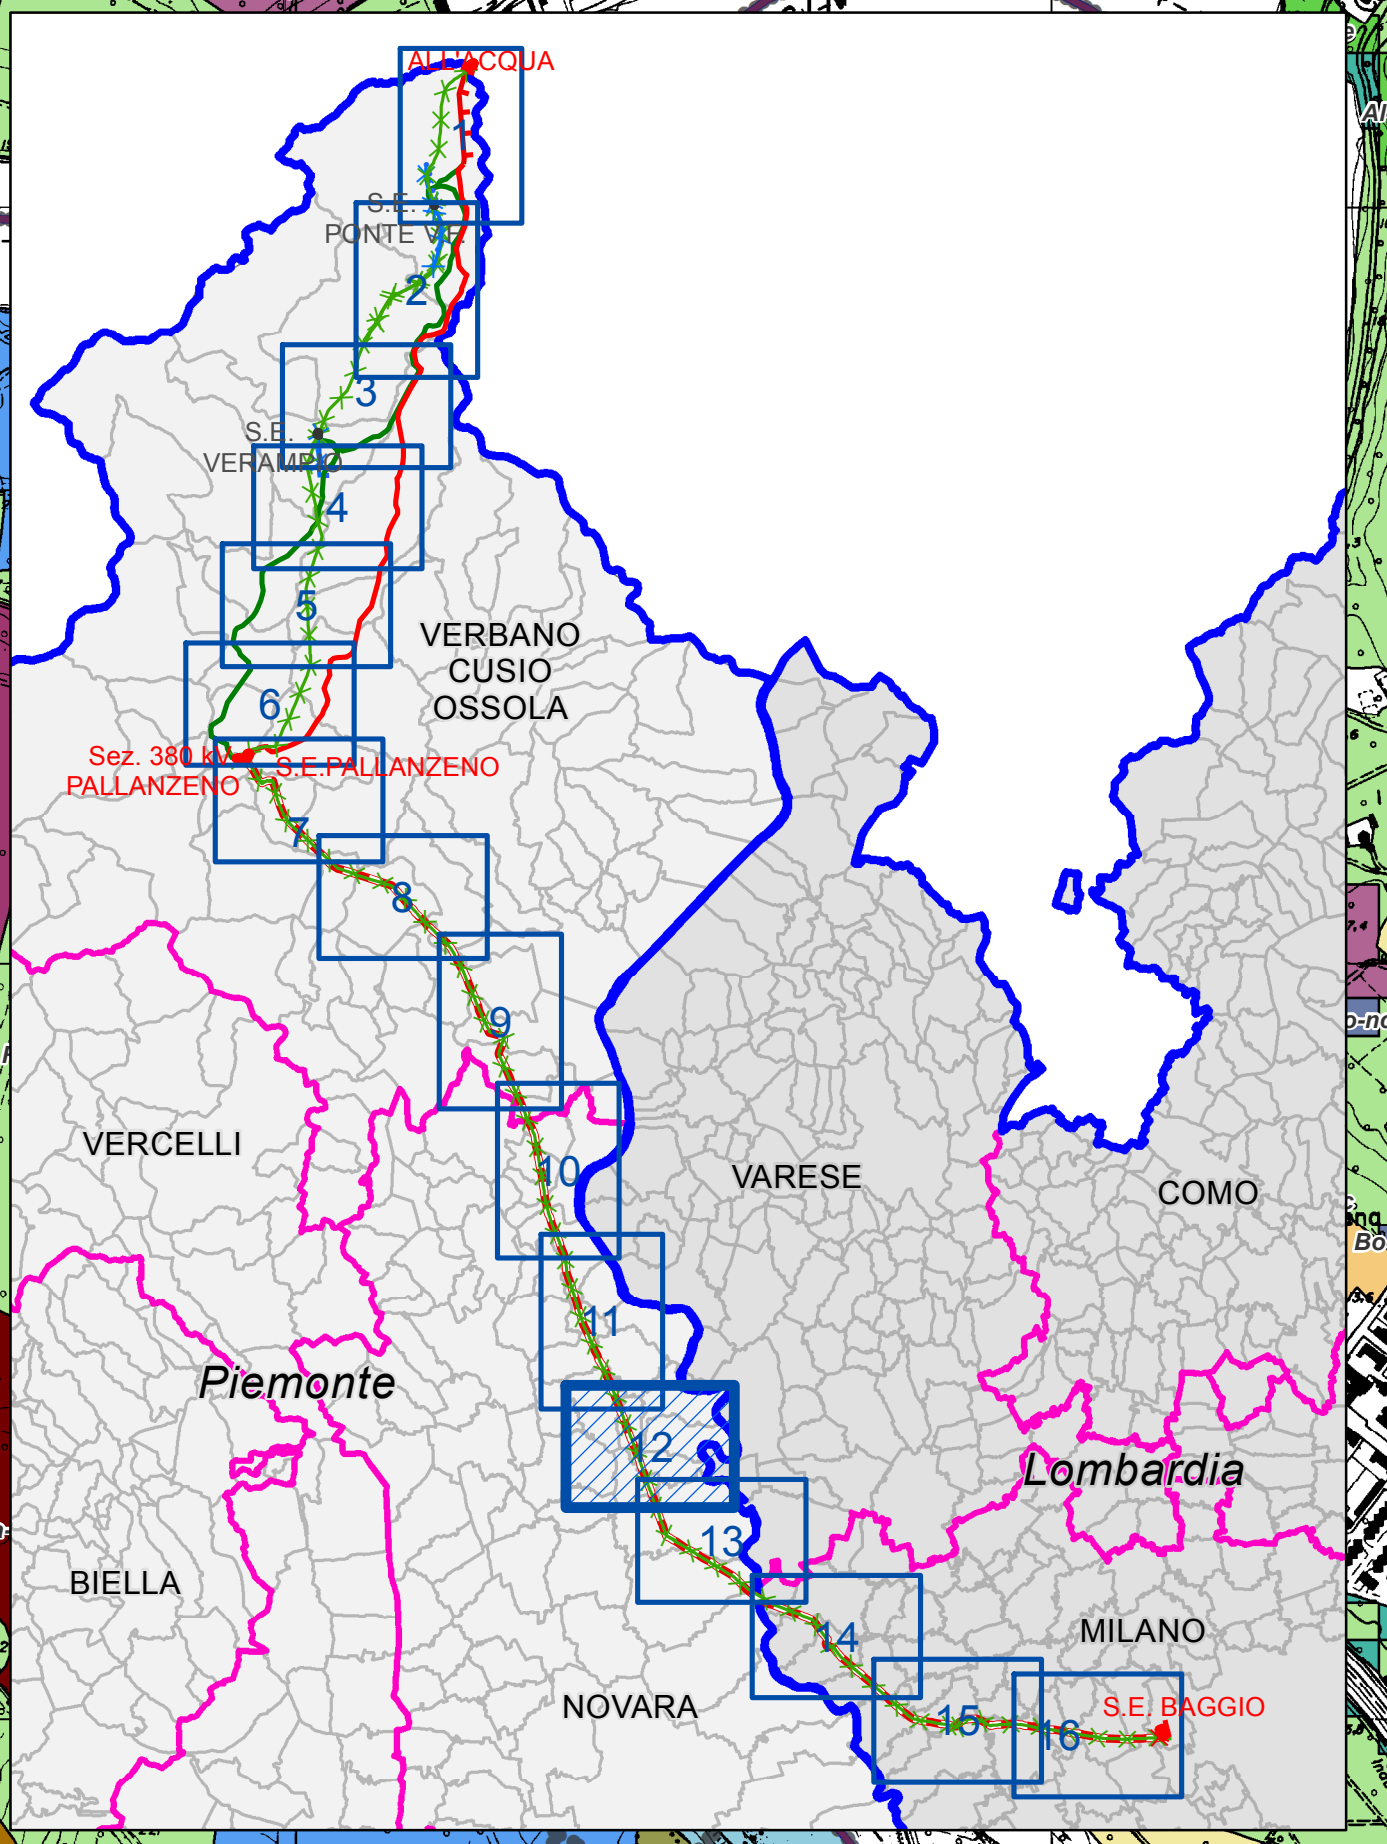 ALL'ACQUA
1
S.E.
PONTE V.F.
2
3
S.E.
VERAMPIO
4
5
VERBANO
CUSIO
OSSOLA
6
Sez. 380 kV
PALLANZENO
S.E.PALLANZENO
7
8
9
VERCELLI
10
VARESE
COMO
11
Piemonte
12
Lombardia
13
BIELLA
14
MILANO
NOVARA
15
16
S.E. BAGGIO